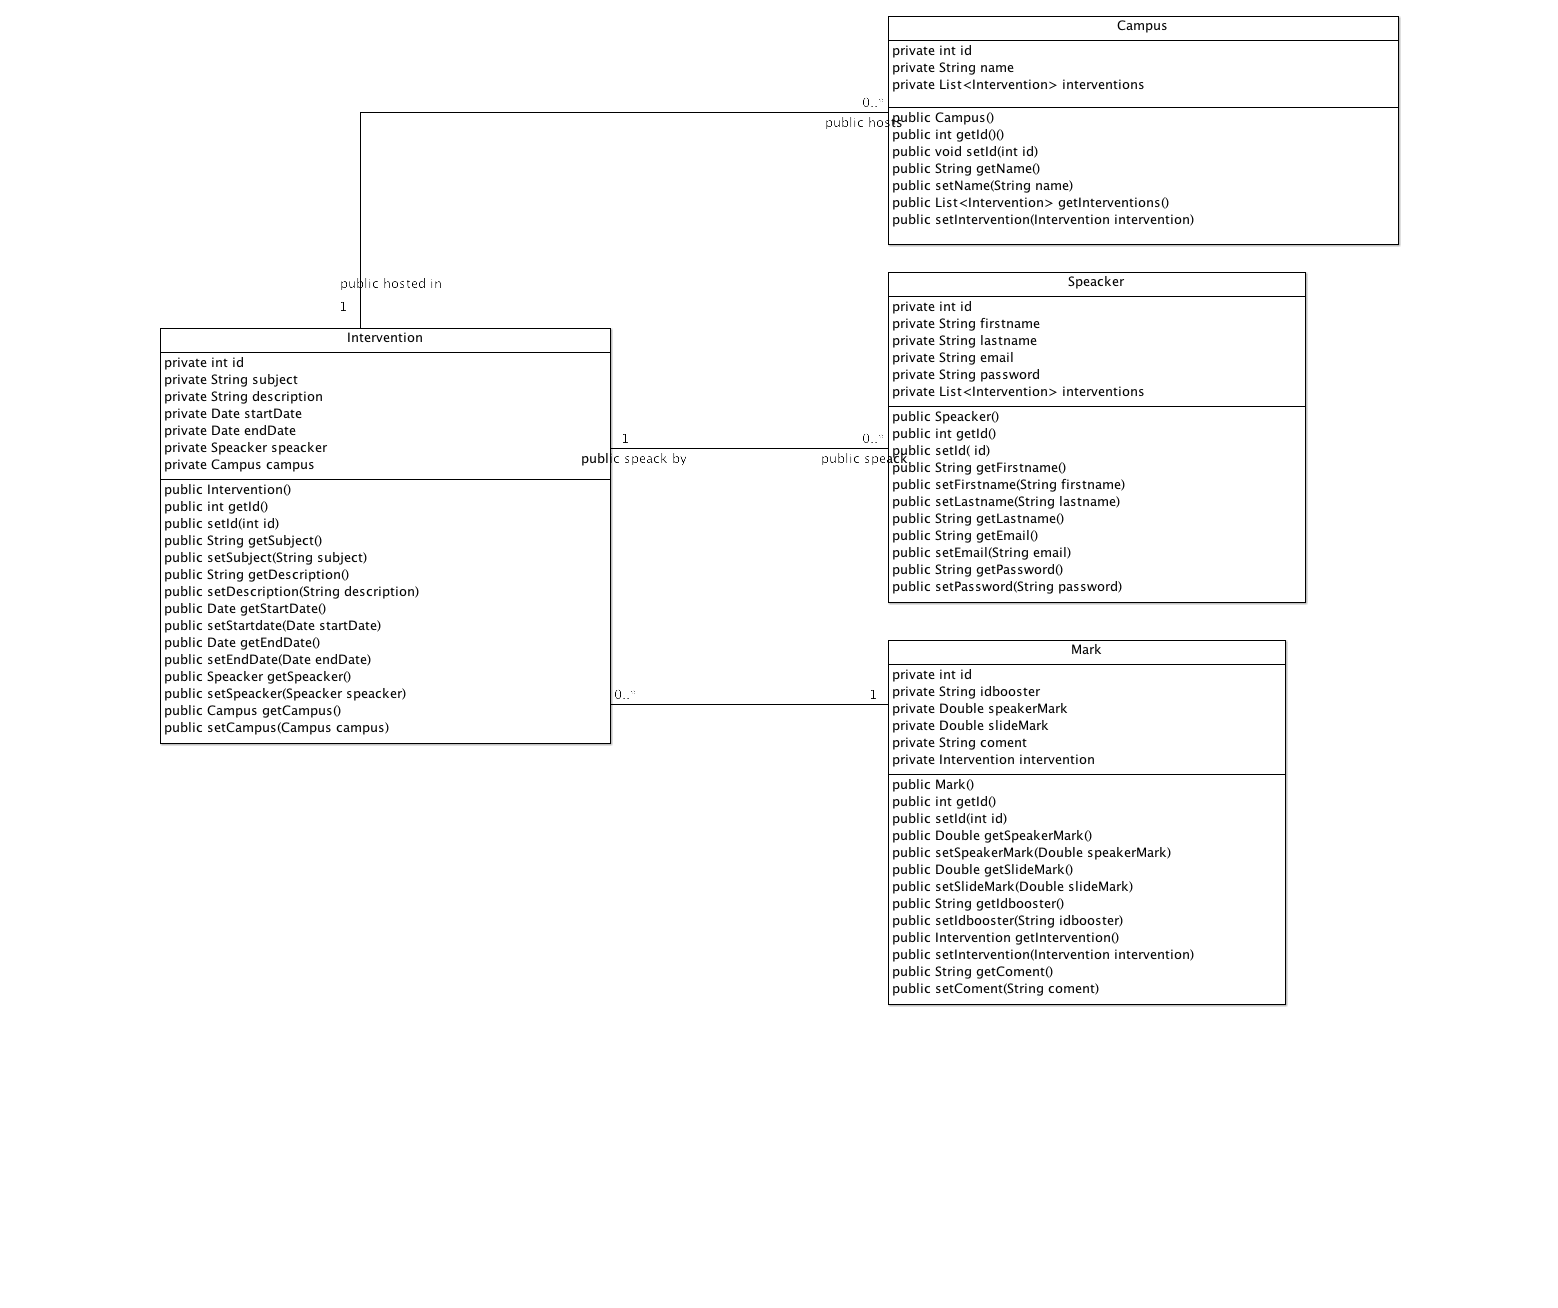 Campus
private int id
private String name
private List<Intervention> interventions
public Campus()
public int getId()()
public void setId(int id)
public String getName()
public setName(String name)
public List<Intervention> getInterventions()
public setIntervention(Intervention intervention)
0..*
public hosts
public hosted in
1
Speacker
private int id
private String firstname
private String lastname
private String email
private String password
private List<Intervention> interventions
public Speacker()
public int getId()
public setId( id)
public String getFirstname()
public setFirstname(String firstname)
public setLastname(String lastname)
public String getLastname()
public String getEmail()
public setEmail(String email)
public String getPassword()
public setPassword(String password)
Intervention
private int id
private String subject
private String description
private Date startDate
private Date endDate
private Speacker speacker
private Campus campus
public Intervention()
public int getId()
public setId(int id)
public String getSubject()
public setSubject(String subject)
public String getDescription()
public setDescription(String description)
public Date getStartDate()
public setStartdate(Date startDate)
public Date getEndDate()
public setEndDate(Date endDate)
public Speacker getSpeacker()
public setSpeacker(Speacker speacker)
public Campus getCampus()
public setCampus(Campus campus)
1
0..*
public speack by
public speack
0..*
1
Mark
private int id
private String idbooster
private Double speakerMark
private Double slideMark
private String coment
private Intervention intervention
public Mark()
public int getId()
public setId(int id)
public Double getSpeakerMark()
public setSpeakerMark(Double speakerMark)
public Double getSlideMark()
public setSlideMark(Double slideMark)
public String getIdbooster()
public setIdbooster(String idbooster)
public Intervention getIntervention()
public setIntervention(Intervention intervention)
public String getComent()
public setComent(String coment)